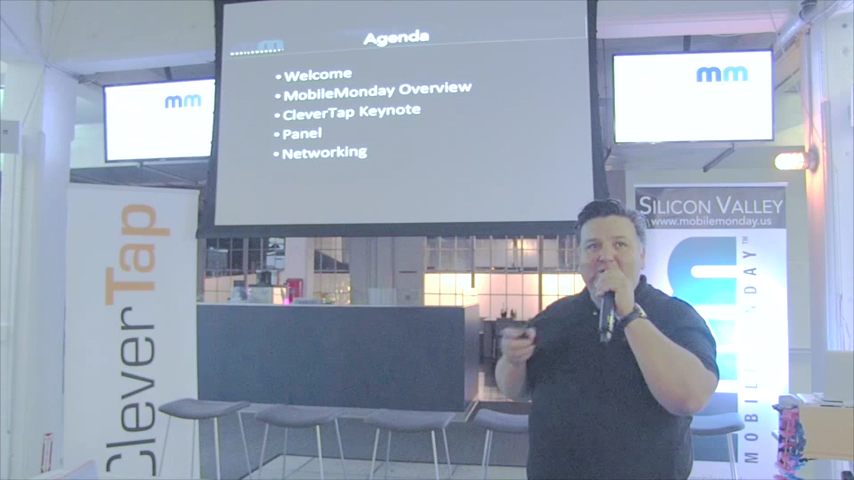 Agenda
• Welcome
• MobileMonday Overview
• CleverTap Keynote
• Panel
• Networking
mm
mm
CleverTap
SILICON VALLEY
www.mobilemonday.us